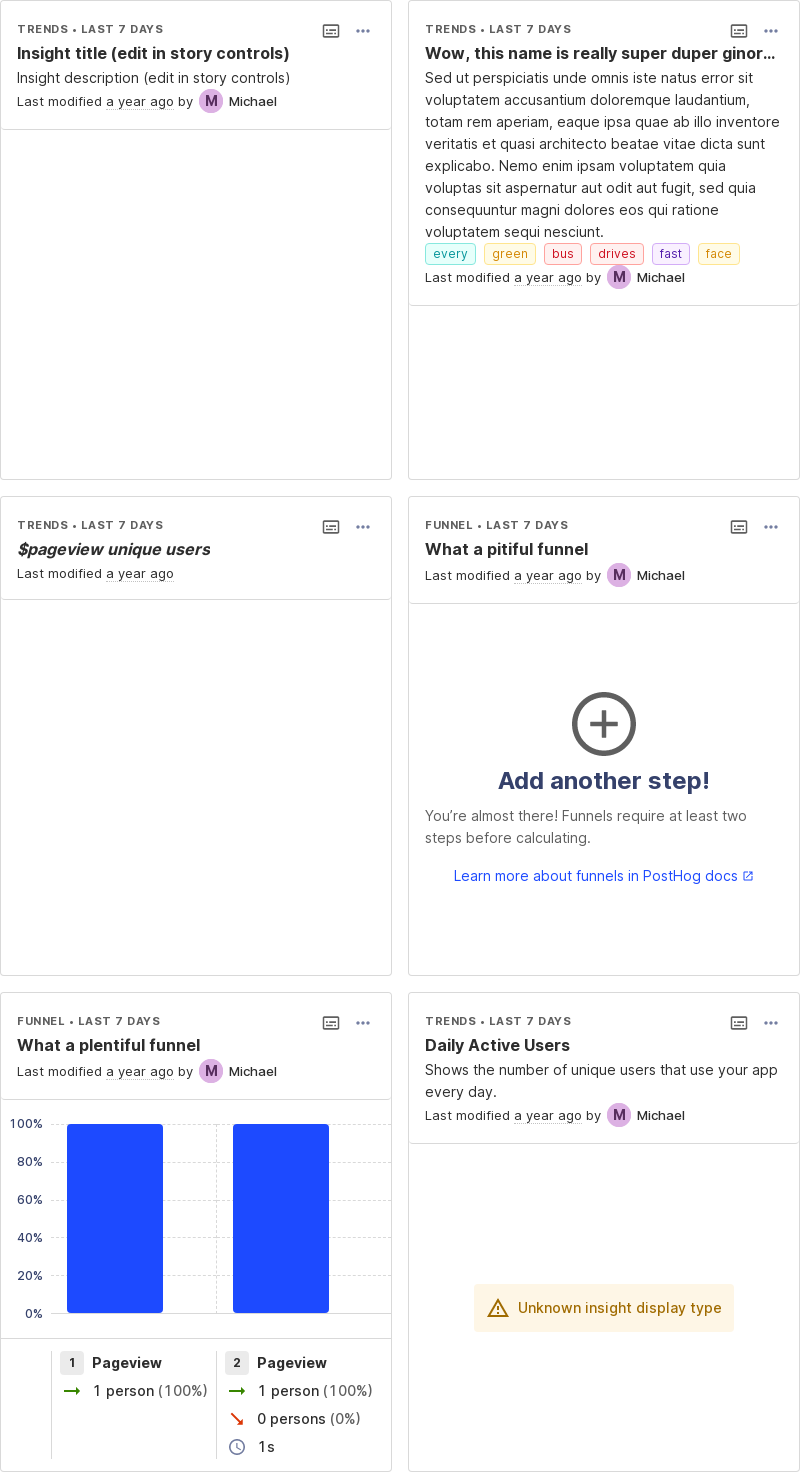 TRENDS • LAST 7 DAYS
Insight title (edit in story controls)
Insight description (edit in story controls)
Last modified a year ago by M Michael
TRENDS • LAST 7 DAYS
Wow, this name is really super duper ginor...
Sed ut perspiciatis unde omnis iste natus error sit
voluptatem accusantium doloremque laudantium,
totam rem aperiam, eaque ipsa quae ab illo inventore
veritatis et quasi architecto beatae vitae dicta sunt
explicabo. Nemo enim ipsam voluptatem quia
voluptas sit aspernatur aut odit aut fugit, sed quia
consequuntur magni dolores eos qui ratione
voluptatem sequi nesciunt.
every green bus drives fast face
Last modified a year ago by M Michael
TRENDS • LAST 7 DAYS
$pageview unique users
Last modified a year ago
FUNNEL • LAST 7 DAYS
What a pitiful funnel
Last modified a year ago by M Michael
Add another step!
You’re almost there! Funnels require at least two
steps before calculating.
Learn more about funnels in PostHog docs
FUNNEL • LAST 7 DAYS
What a plentiful funnel
Last modified a year ago by M Michael
100%
80%
60%
40%
20%
0%
1 Pageview
1 person (100%)
2 Pageview
1 person (100%)
0 persons (0%)
1s
TRENDS • LAST 7 DAYS
Daily Active Users
Shows the number of unique users that use your app
every day.
Last modified a year ago by M Michael
Unknown insight display type